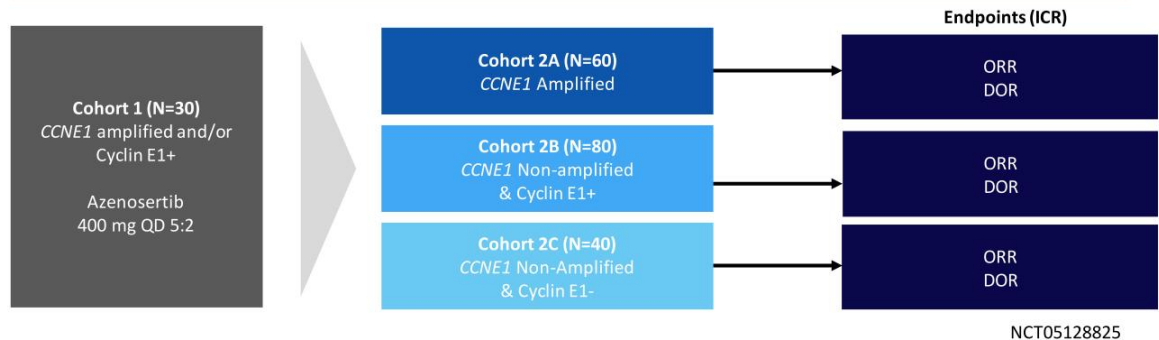 Endpoints (ICR)
Cohort 1 (N=30)
CCNE1 amplified and/or
Cyclin E1+
Azenosertib
400 mg QD 5:2
Cohort 2A (N=60)
CCNE1 Amplified
ORR
DOR
Cohort 2B (N=80)
CCNE1 Non-amplified
& Cyclin E1+
ORR
DOR
Cohort 2C (N=40)
CCNE1 Non-Amplified
& Cyclin E1-
ORR
DOR
NCT05128825